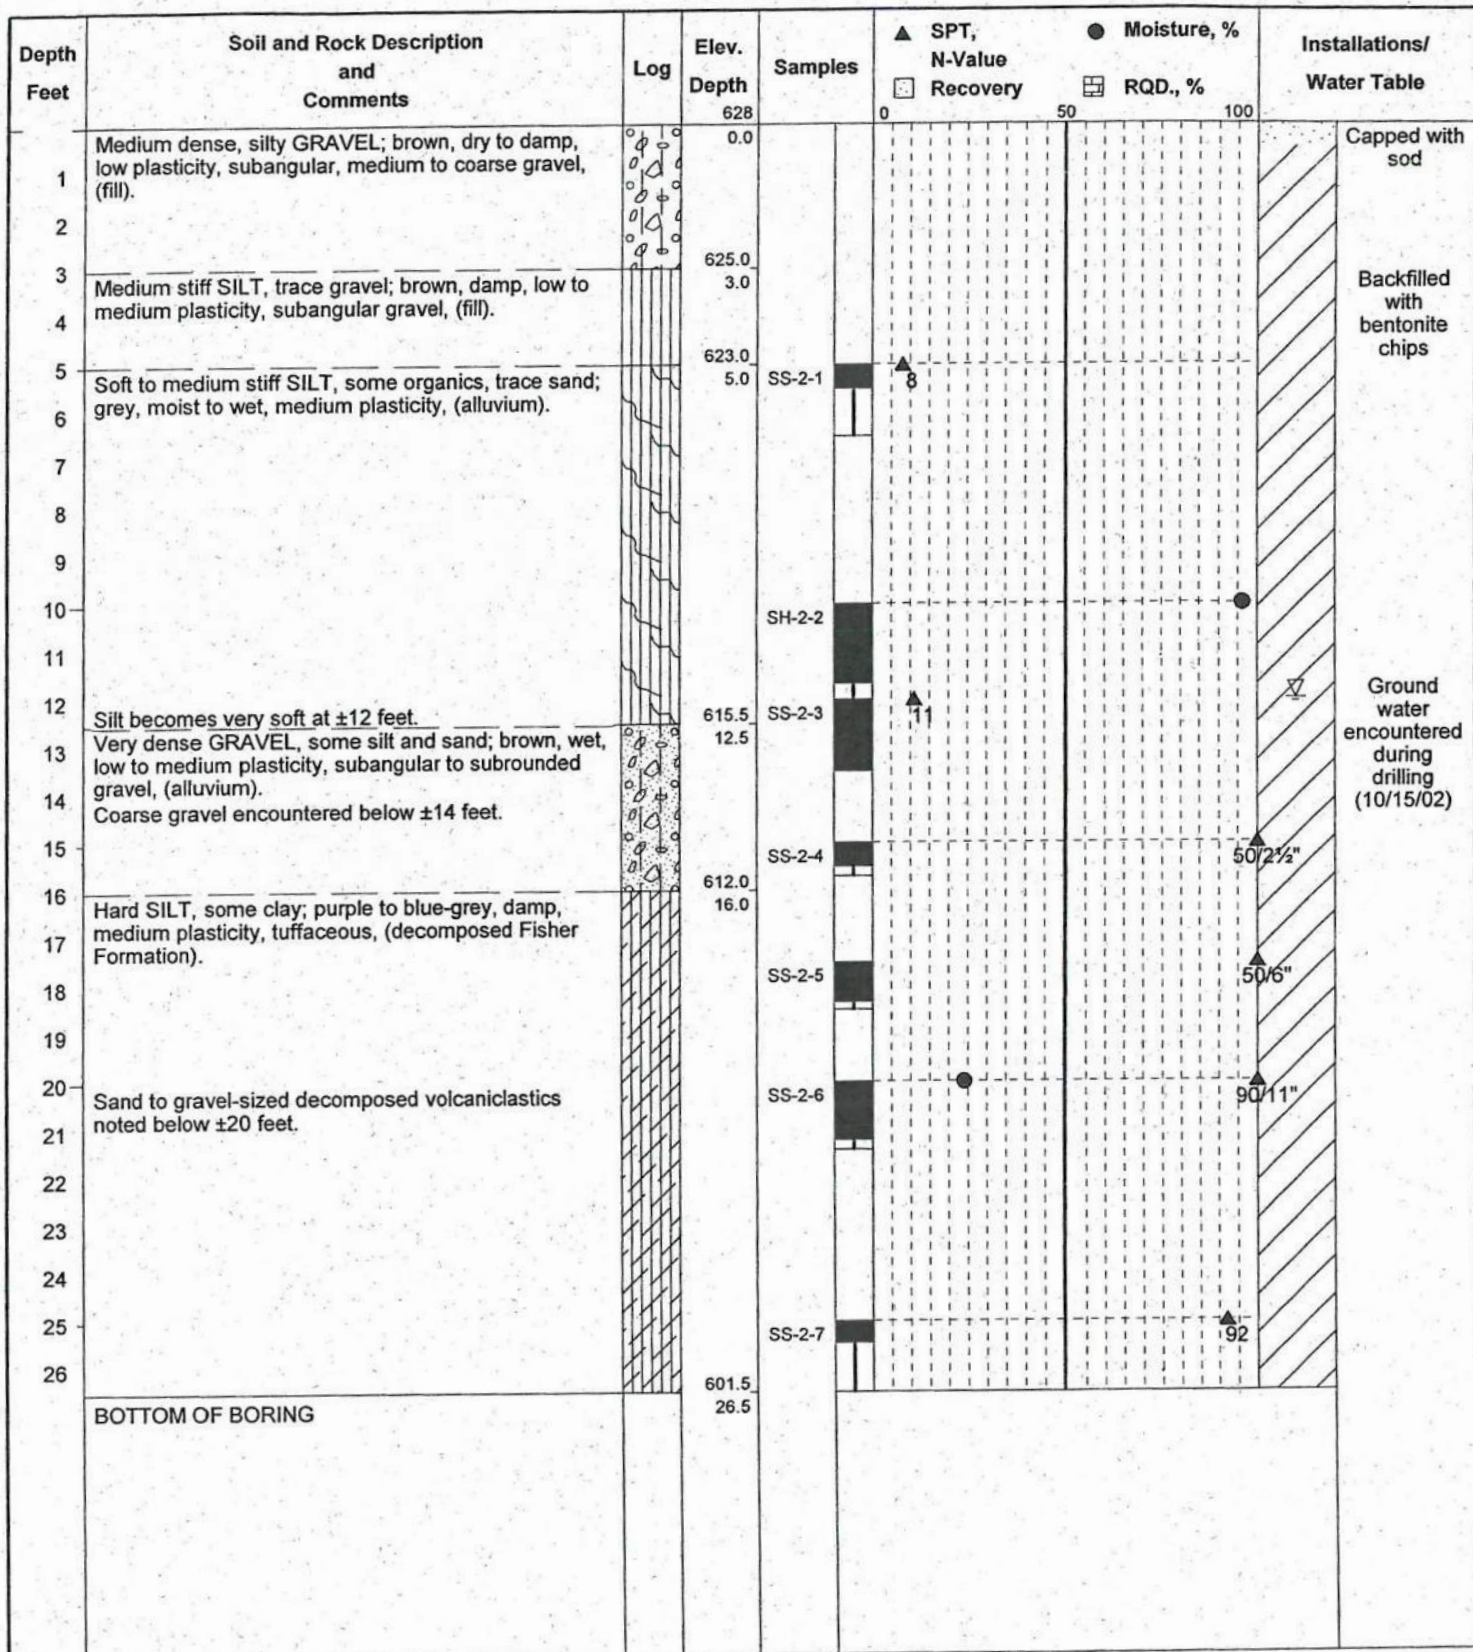 Depth
Feet
Soil and Rock Description
and
Comments
Log
Elev.
Depth
628
Samples
SPT,
N-Value
Moisture, %
Recovery
RQD., %
0 50 100
Installations/
Water Table
0.0
Medium dense, silty GRAVEL; brown, dry to damp,
low plasticity, subangular, medium to coarse gravel,
(fill).
Capped with
sod
1
2
625.0
3
3.0
Medium stiff SILT, trace gravel; brown, damp, low to
medium plasticity, subangular gravel, (fill).
Backfilled
with
bentonite
chips
4
623.0
5
5.0
SS-2-1
8
Soft to medium stiff SILT, some organics, trace sand;
grey, moist to wet, medium plasticity, (alluvium).
6
7
8
9
10
SH-2-2
11
12
Silt becomes very soft at ±12 feet.
615.5
12.5
SS-2-3
11
Ground
water
encountered
during
drilling
(10/15/02)
Very dense GRAVEL, some silt and sand; brown, wet,
low to medium plasticity, subangular to subrounded
gravel, (alluvium).
Coarse gravel encountered below ±14 feet.
13
14
15
SS-2-4
50/2½"
612.0
16
16.0
Hard SILT, some clay; purple to blue-grey, damp,
medium plasticity, tuffaceous, (decomposed Fisher
Formation).
17
SS-2-5
50/6"
18
19
20
SS-2-6
90/11"
Sand to gravel-sized decomposed volcaniclastics
noted below ±20 feet.
21
22
23
24
25
SS-2-7
92
26
601.5
26.5
BOTTOM OF BORING